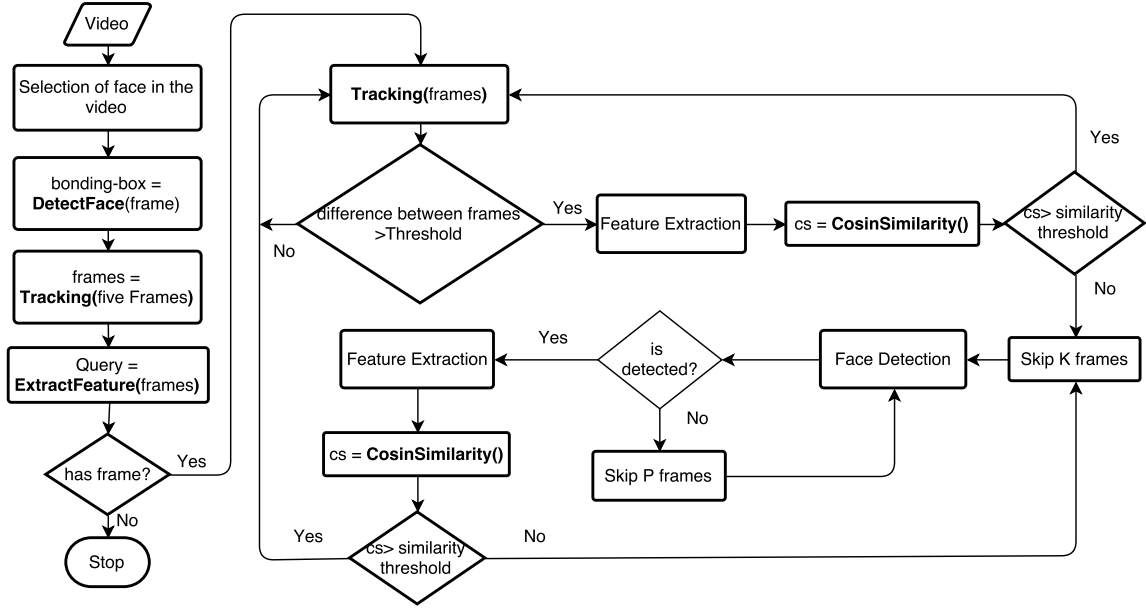 Video
Selection of face in the
video
bonding-box =
DetectFace(frame)
frames =
Tracking(five Frames)
Query =
ExtractFeature(frames)
has frame?
Yes
No
Stop
Tracking(frames)
difference between frames
>Threshold
No
Yes
Feature Extraction
cs = CosinSimilarity()
cs> similarity
threshold
Yes
No
Skip K frames
Face Detection
is
detected?
Yes
No
Skip P frames
Feature Extraction
cs = CosinSimilarity()
cs> similarity
threshold
Yes
No